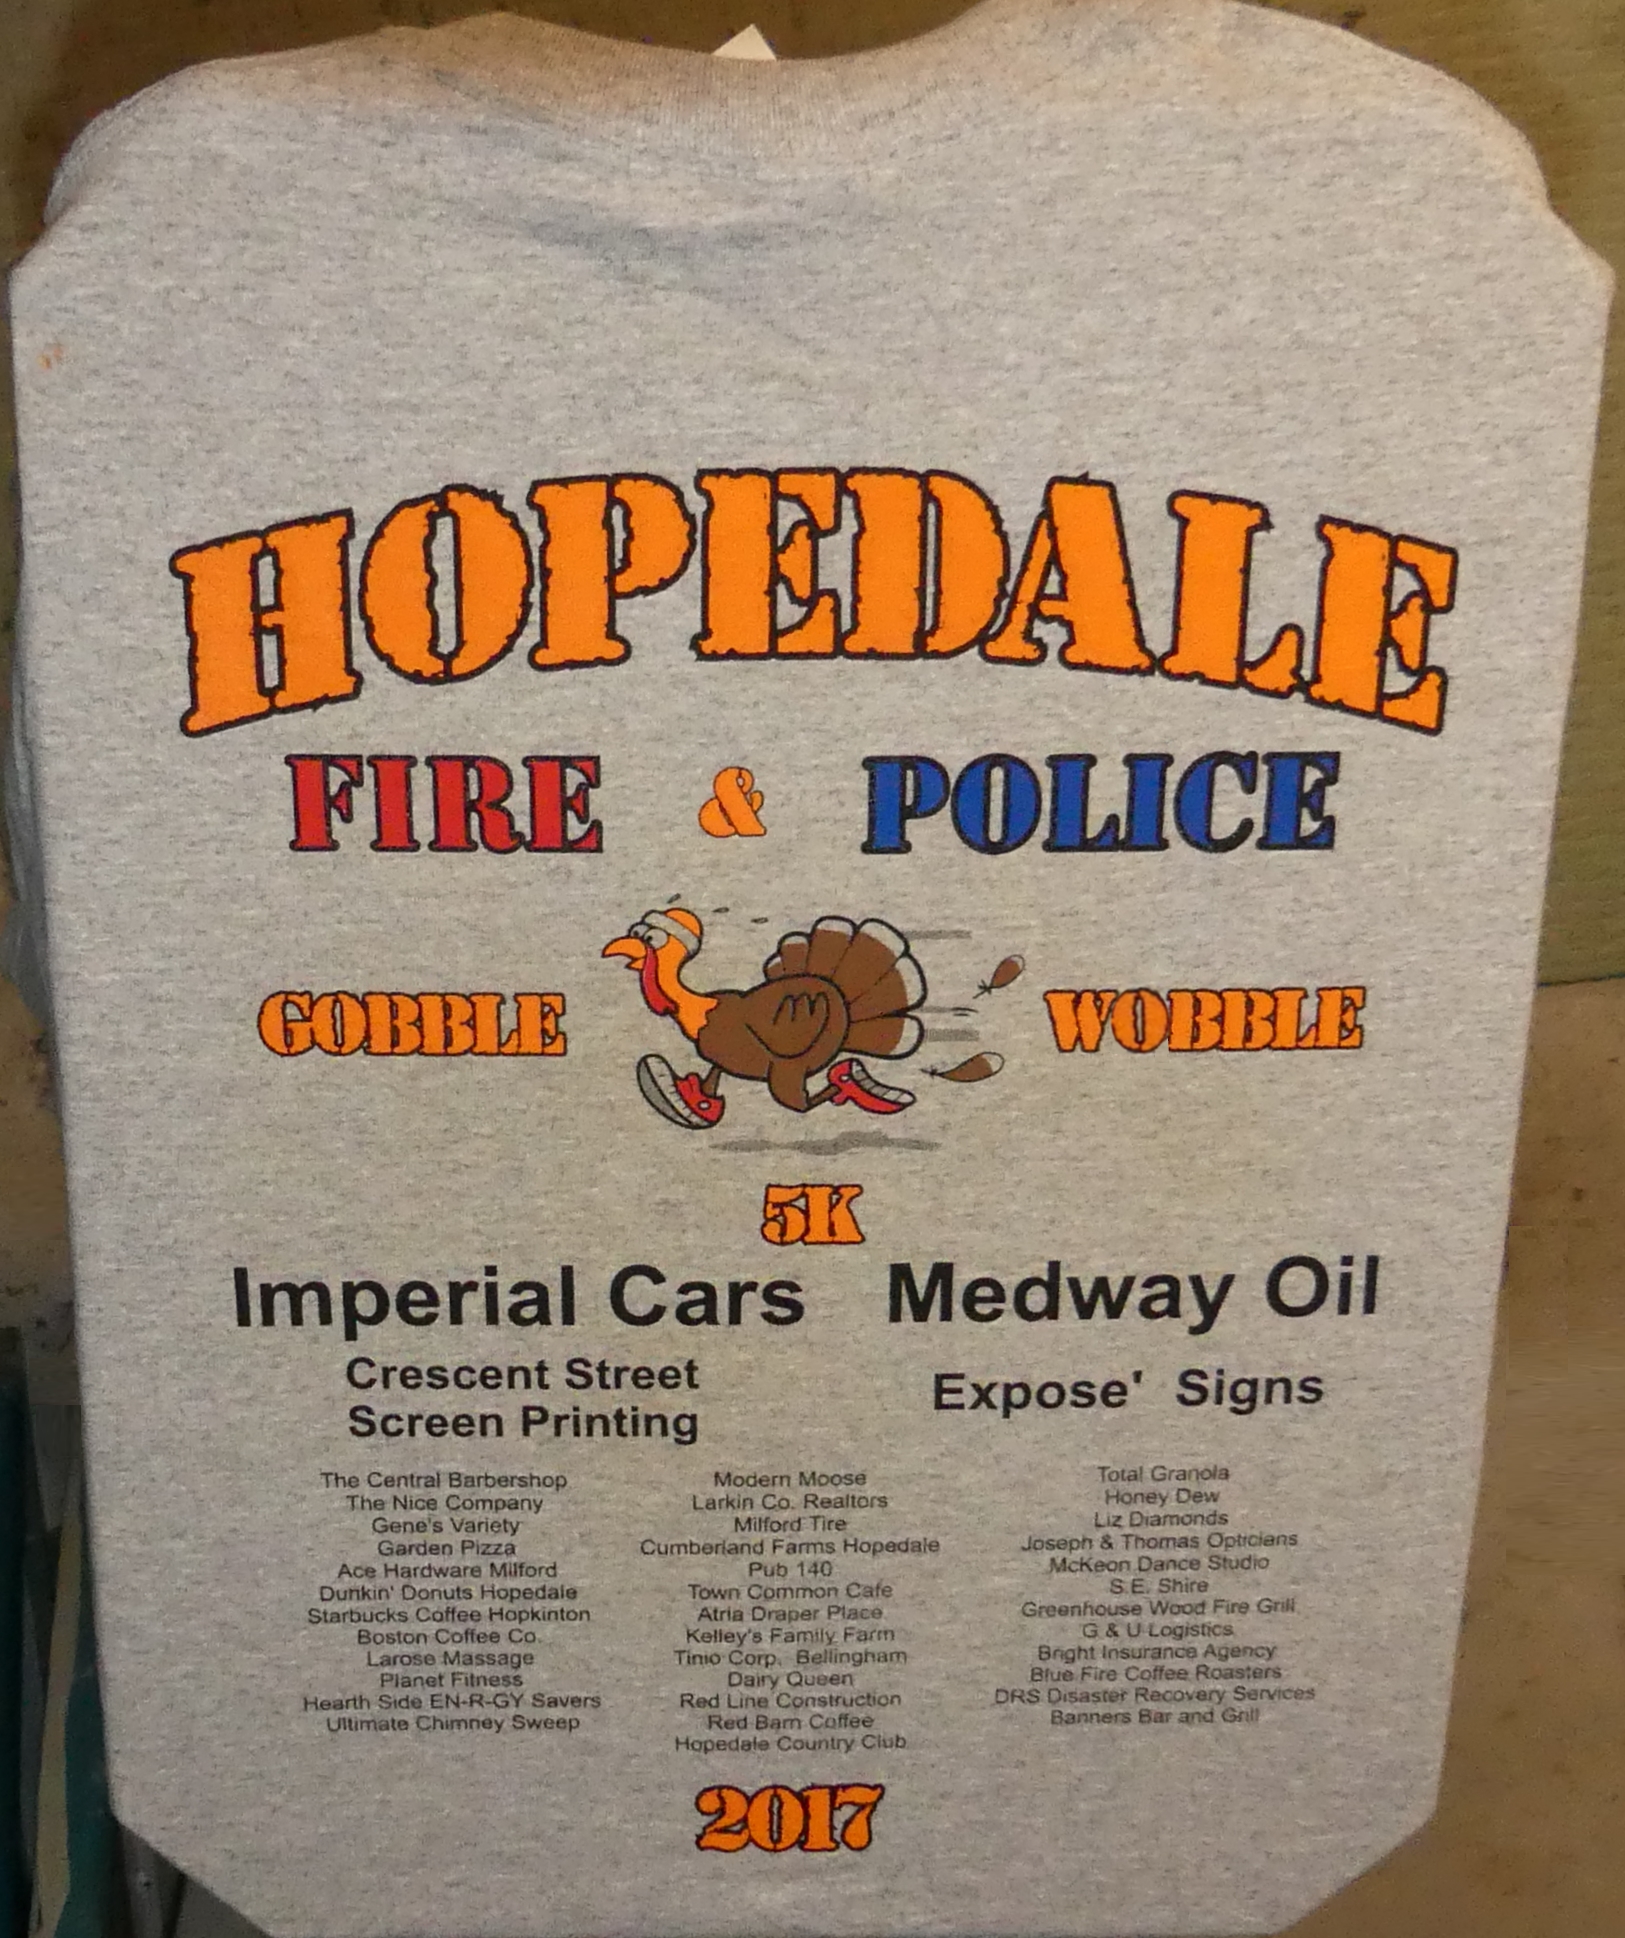 HOPEDALE
FIRE & POLICE
GOBBLE WOBBLE
5K
Imperial Cars Medway Oil
Crescent Street
Screen Printing
Expose' Signs
The Central Barbershop
The Nice Company
Gene's Variety
Garden Pizza
Ace Hardware Milford
Dunkin' Donuts Hopedale
Starbucks Coffee Hopkinton
Boston Coffee Co.
Larose Massage
Planet Fitness
Hearth Side EN-R-GY Savers
Ultimate Chimney Sweep
Modern Moose
Larkin Co. Realtors
Milford Tire
Cumberland Farms Hopedale
Pub 140
Town Common Cafe
Atria Draper Place
Kelley's Family Farm
Tinio Corp. Bellingham
Dairy Queen
Red Line Construction
Red Barn Coffee
Hopedale Country Club
Total Granola
Honey Dew
Liz Diamonds
Joseph & Thomas Opticians
McKeon Dance Studio
S.E. Shire
Greenhouse Wood Fire Grill
G & U Logistics
Bright Insurance Agency
Blue Fire Coffee Roasters
DRS Disaster Recovery Services
Banners Bar and Grill
2017